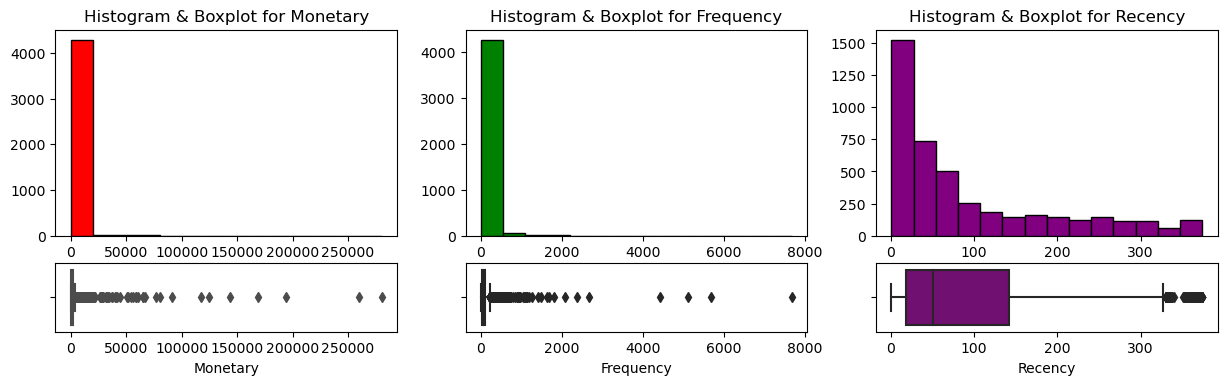 Histogram & Boxplot for Monetary
4000
3000
2000
1000
0
0 50000 100000 150000 200000 250000
0 50000 100000 150000 200000 250000
Monetary
Histogram & Boxplot for Frequency
4000
3000
2000
1000
0
0 2000 4000 6000 8000
0 2000 4000 6000 8000
Frequency
Histogram & Boxplot for Recency
1500
1250
1000
750
500
250
0
0 100 200 300
0 100 200 300
Recency